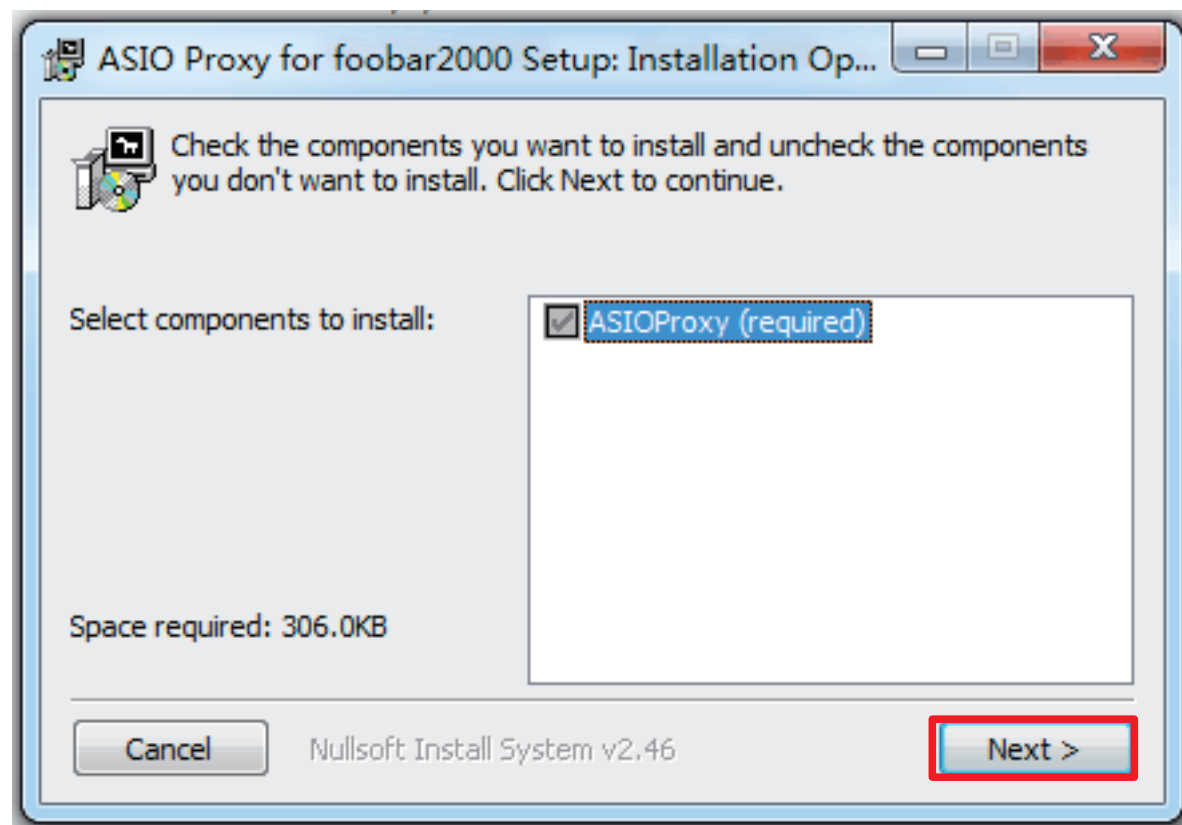 ASIO Proxy for foobar2000 Setup: Installation Op...
Check the components you want to install and uncheck the components
you don't want to install. Click Next to continue.
Select components to install:
ASIOProxy (required)
Space required: 306.0KB
Cancel
Nullsoft Install System v2.46
Next >